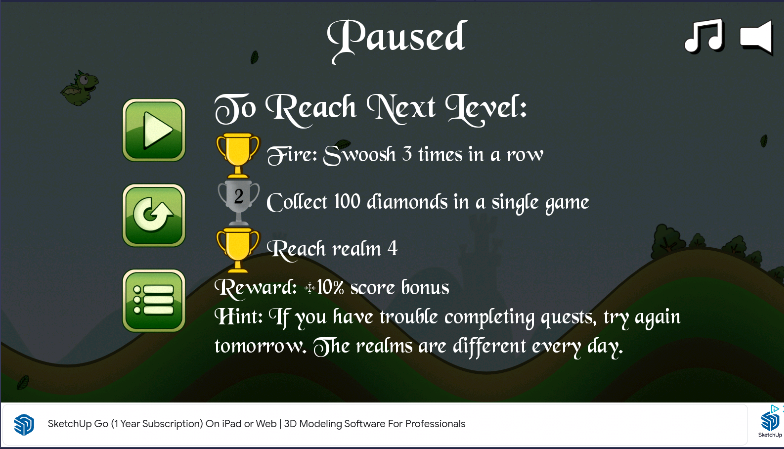 Paused
To Reach Next Level:
Fire: Swoosh 3 times in a row
2
Collect 100 diamonds in a single game
Reach realm 4
Reward: +10% score bonus
Hint: If you have trouble completing quests, try again
tomorrow. The realms are different every day.
SketchUp Go (1 Year Subscription) On iPad or Web | 3D Modeling Software For Professionals
SketchUp